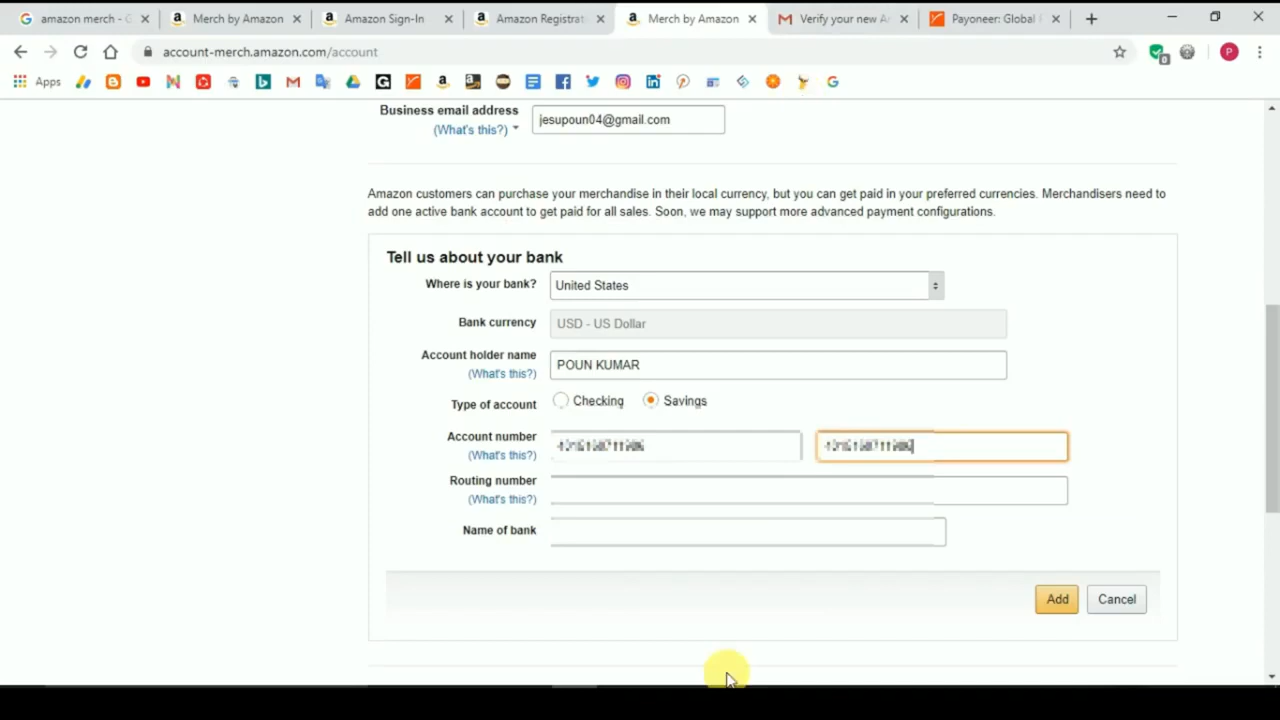 amazon merch - G
Merch by Amazon
Amazon Sign-In
Amazon Registrat
Merch by Amazon
Verify your new A
Payoneer: Global
account-merch.amazon.com/account
0
P
Apps
Business email address
(What's this?)
jesupoun04@gmail.com
Amazon customers can purchase your merchandise in their local currency, but you can get paid in your preferred currencies. Merchandisers need to
add one active bank account to get paid for all sales. Soon, we may support more advanced payment configurations.
Tell us about your bank
Where is your bank?
United States
Bank currency
USD - US Dollar
Account holder name
(What's this?)
POUN KUMAR
Type of account
Checking
Savings
Account number
(What's this?)
Routing number
(What's this?)
Name of bank
Add
Cancel